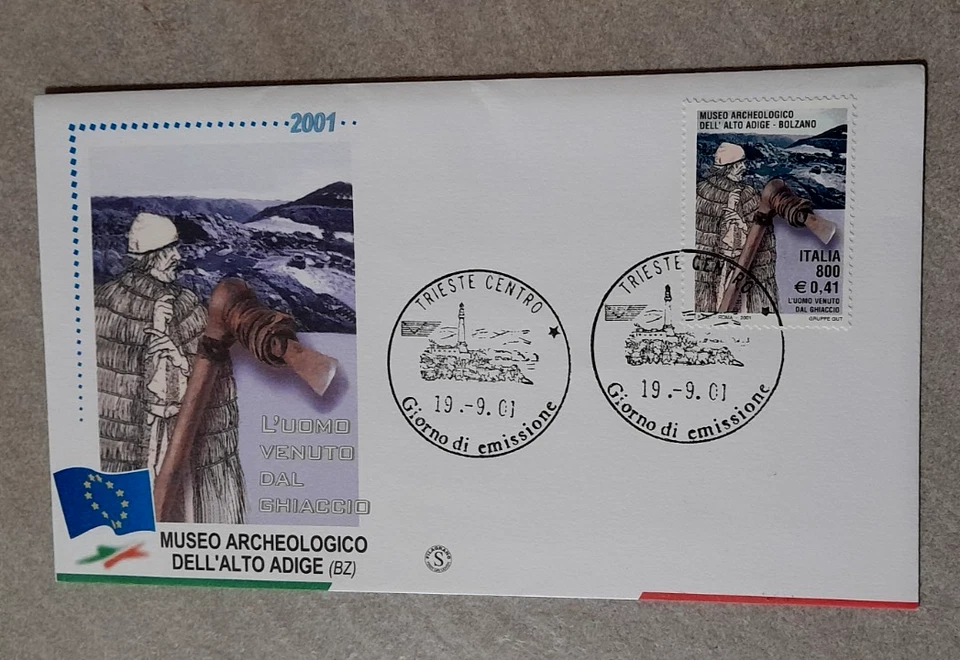 2001
L'UOMO
VENUTO
DAL
GHIACCIO
MUSEO ARCHEOLOGICO
DELL'ALTO ADIGE (BZ)
TRIESTE CENTRO
19.-9.01
Giorno di emissione
FILAGRANO
S
TRIESTE CENTRO
19.-9.01
Giorno di emissione
MUSEO ARCHEOLOGICO
DELL'ALTO ADIGE - BOLZANO
ITALIA
800
€ 0,41
L'UOMO VENUTO
DAL GHIACCIO
ROMA 2001
GRUPPE GUT